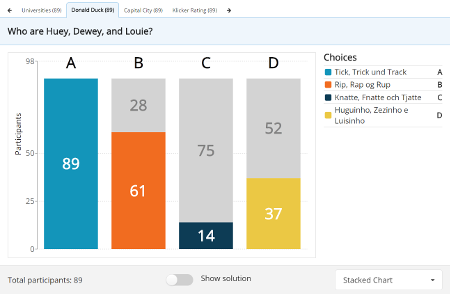 Universities (89) Donald Duck (89) Capital City (89) Klicker Rating (89)
Who are Huey, Dewey, and Louie?
98
50
25
0
Participants
A B C D
28 75 52
89 61 14 37
Choices
Tick, Trick und Track A
Rip, Rap og Rup B
Knatte, Fnatte och Tjatte C
Huguinho, Zezinho e
Luisinho D
Total participants: 89
Show solution
Stacked Chart